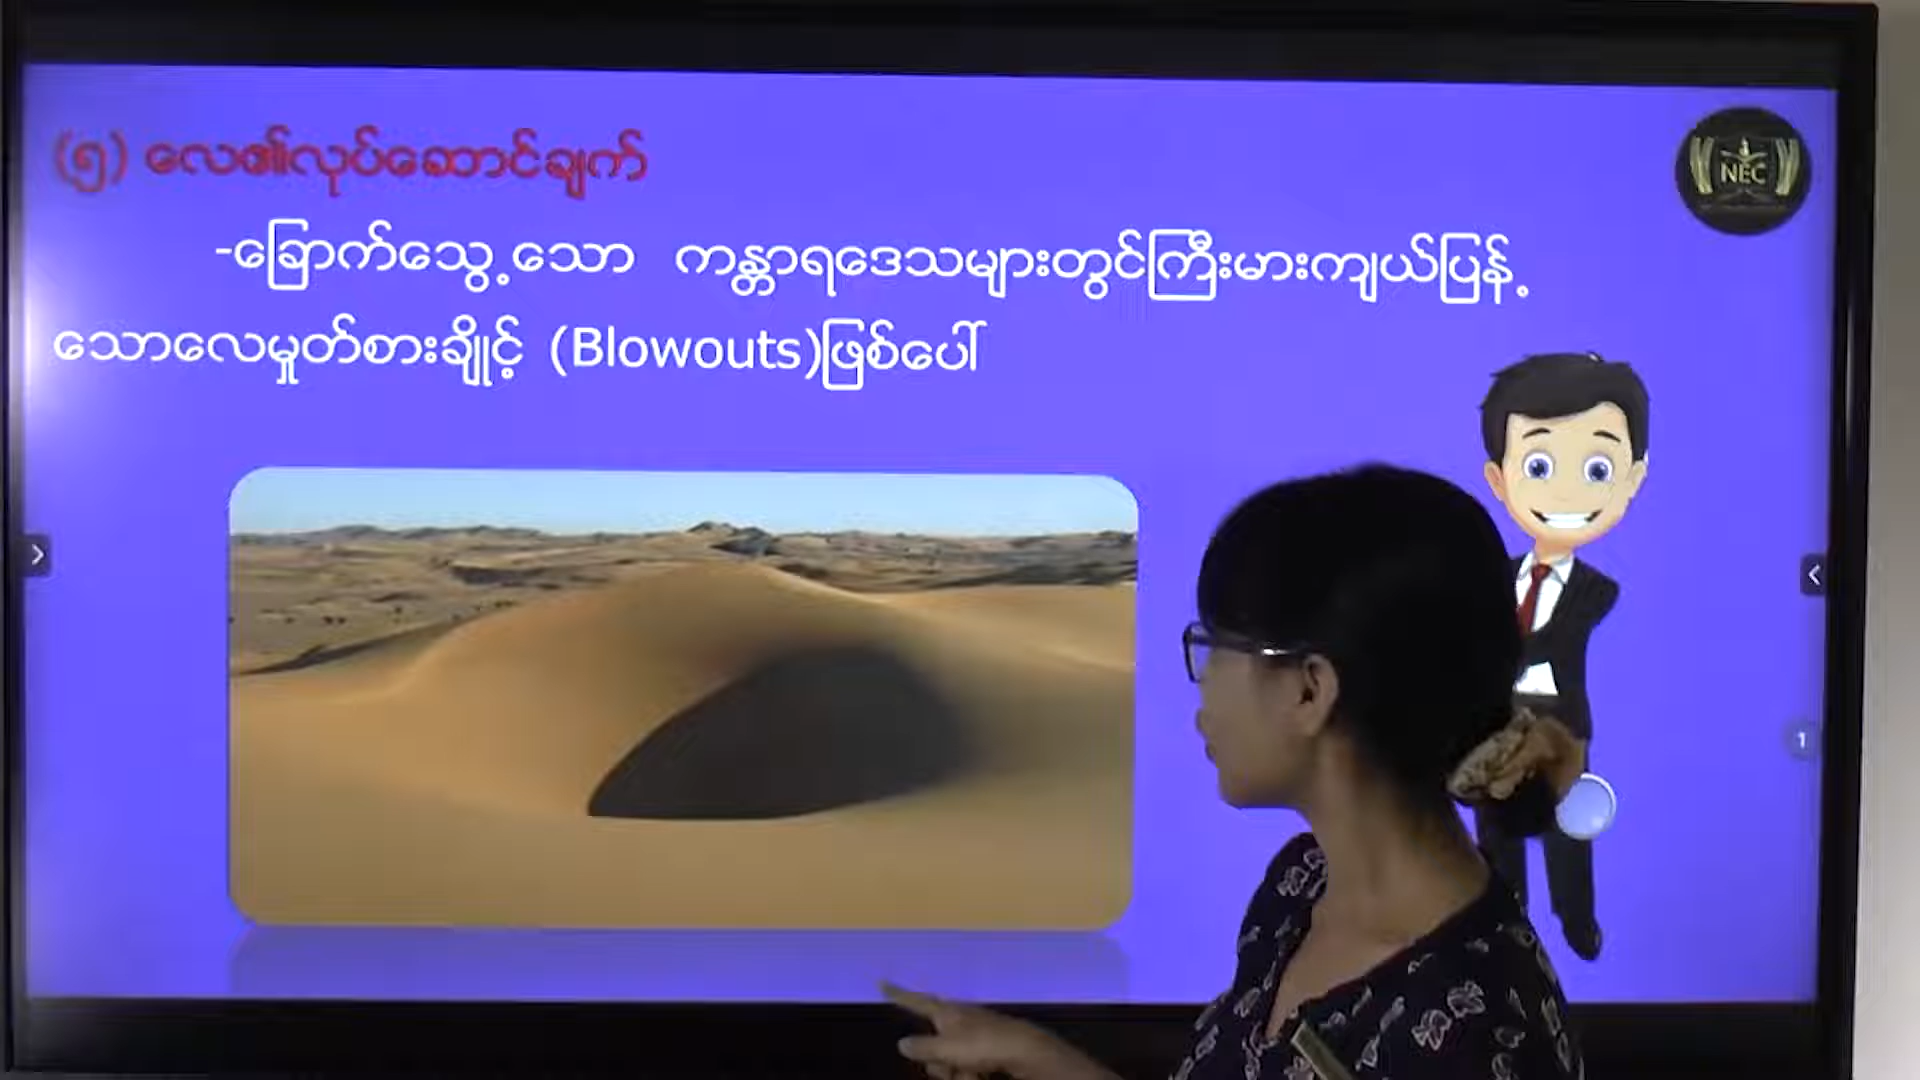 (၅) လေ၏လုပ်ဆောင်ချက်
NEC
-ခြောက်သွေ့သော ကန္တာရဒေသများတွင်ကြီးမားကျယ်ပြန့်
သောလေမှုတ်စားချိုင့် (Blowouts)ဖြစ်ပေါ်
1